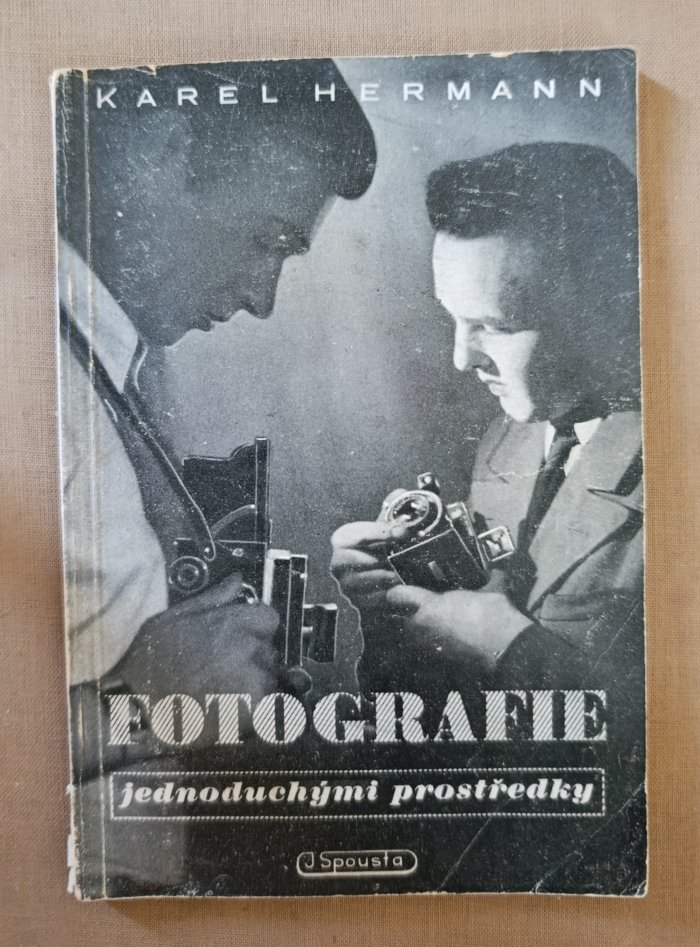 KAREL HERMANN
FOTOGRAFIE
jednoduchými prostředky
J Spousta